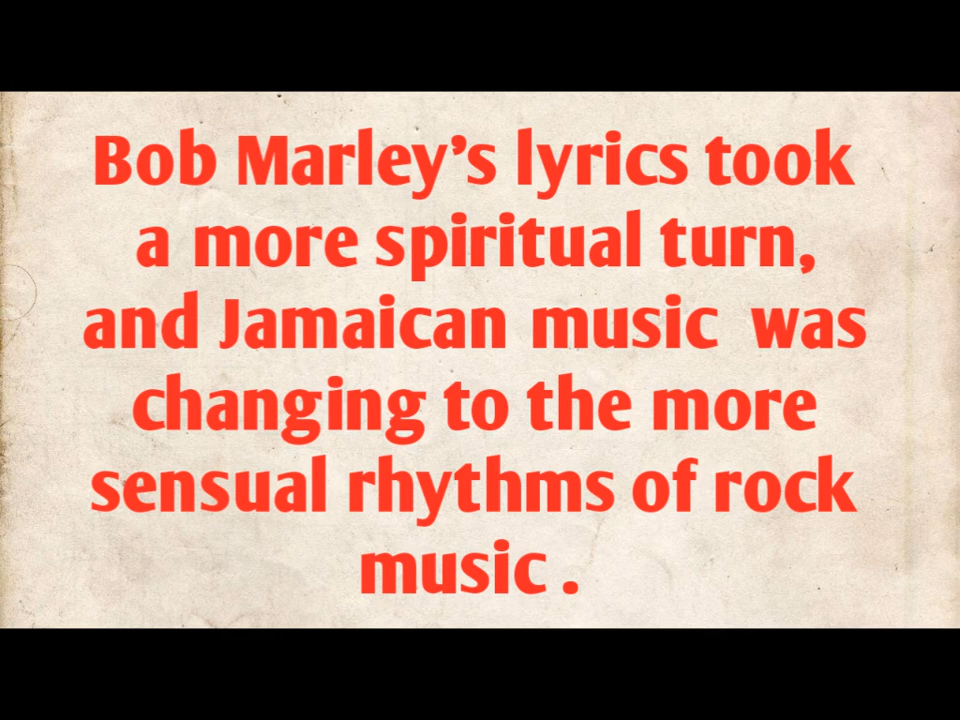 Bob Marley’s lyrics took
a more spiritual turn,
and Jamaican music  was
changing to the more
sensual rhythms of rock
music .